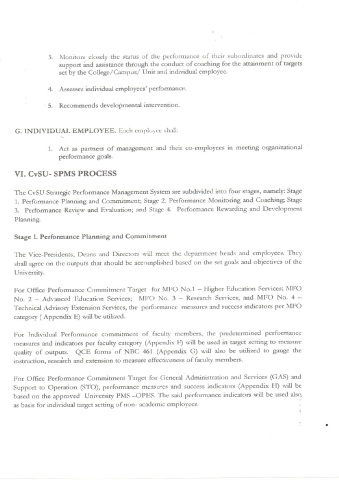 3. Monitors closely the status of the performance of their subordinates and provide
support and assistance through the conduct of coaching for the attainment of targets
set by the College/Campus/ Unit and individual employee.
4. Assesses individual employees' performance.
5. Recommends developmental intervention.
G. INDIVIDUAL EMPLOYEE. Each employee shall:
1. Act as partners of management and their co-employees in meeting organizational
performance goals.
VI. CvSU- SPMS PROCESS
The CvSU Strategic Performance Management System are subdivided into four stages, namely: Stage
1. Performance Planning and Commitment; Stage 2. Performance Monitoring and Coaching; Stage
3. Performance Review and Evaluation; and Stage 4. Performance Rewarding and Development
Planning.
Stage 1. Performance Planning and Commitment
The Vice-Presidents, Deans and Directors will meet the department heads and employees. They
shall agree on the outputs that should be accomplished based on the set goals and objectives of the
University.
For Office Performance Commitment Target for MFO No.1 – Higher Education Services; MFO
No. 2 – Advanced Education Services; MFO No. 3 – Research Services; and MFO No. 4 –
Technical Advisory Extension Services, the performance measures and success indicators per MFO
category ( Appendix E) will be utilized.
For Individual Performance commitment of faculty members, the predetermined performance
measures and indicators per faculty category (Appendix F) will be used as target setting to measure
quality of outputs. QCE forms of NBC 461 (Appendix G) will also be utilized to gauge the
instruction, research and extension to measure effectiveness of faculty members.
For Office Performance Commitment Target for General Administration and Services (GAS) and
Support to Operation (STO), performance measures and success indicators (Appendix H) will be
based on the approved University PMS –OPES. The said performance indicators will be used also
as basis for individual target setting of non- academic employees